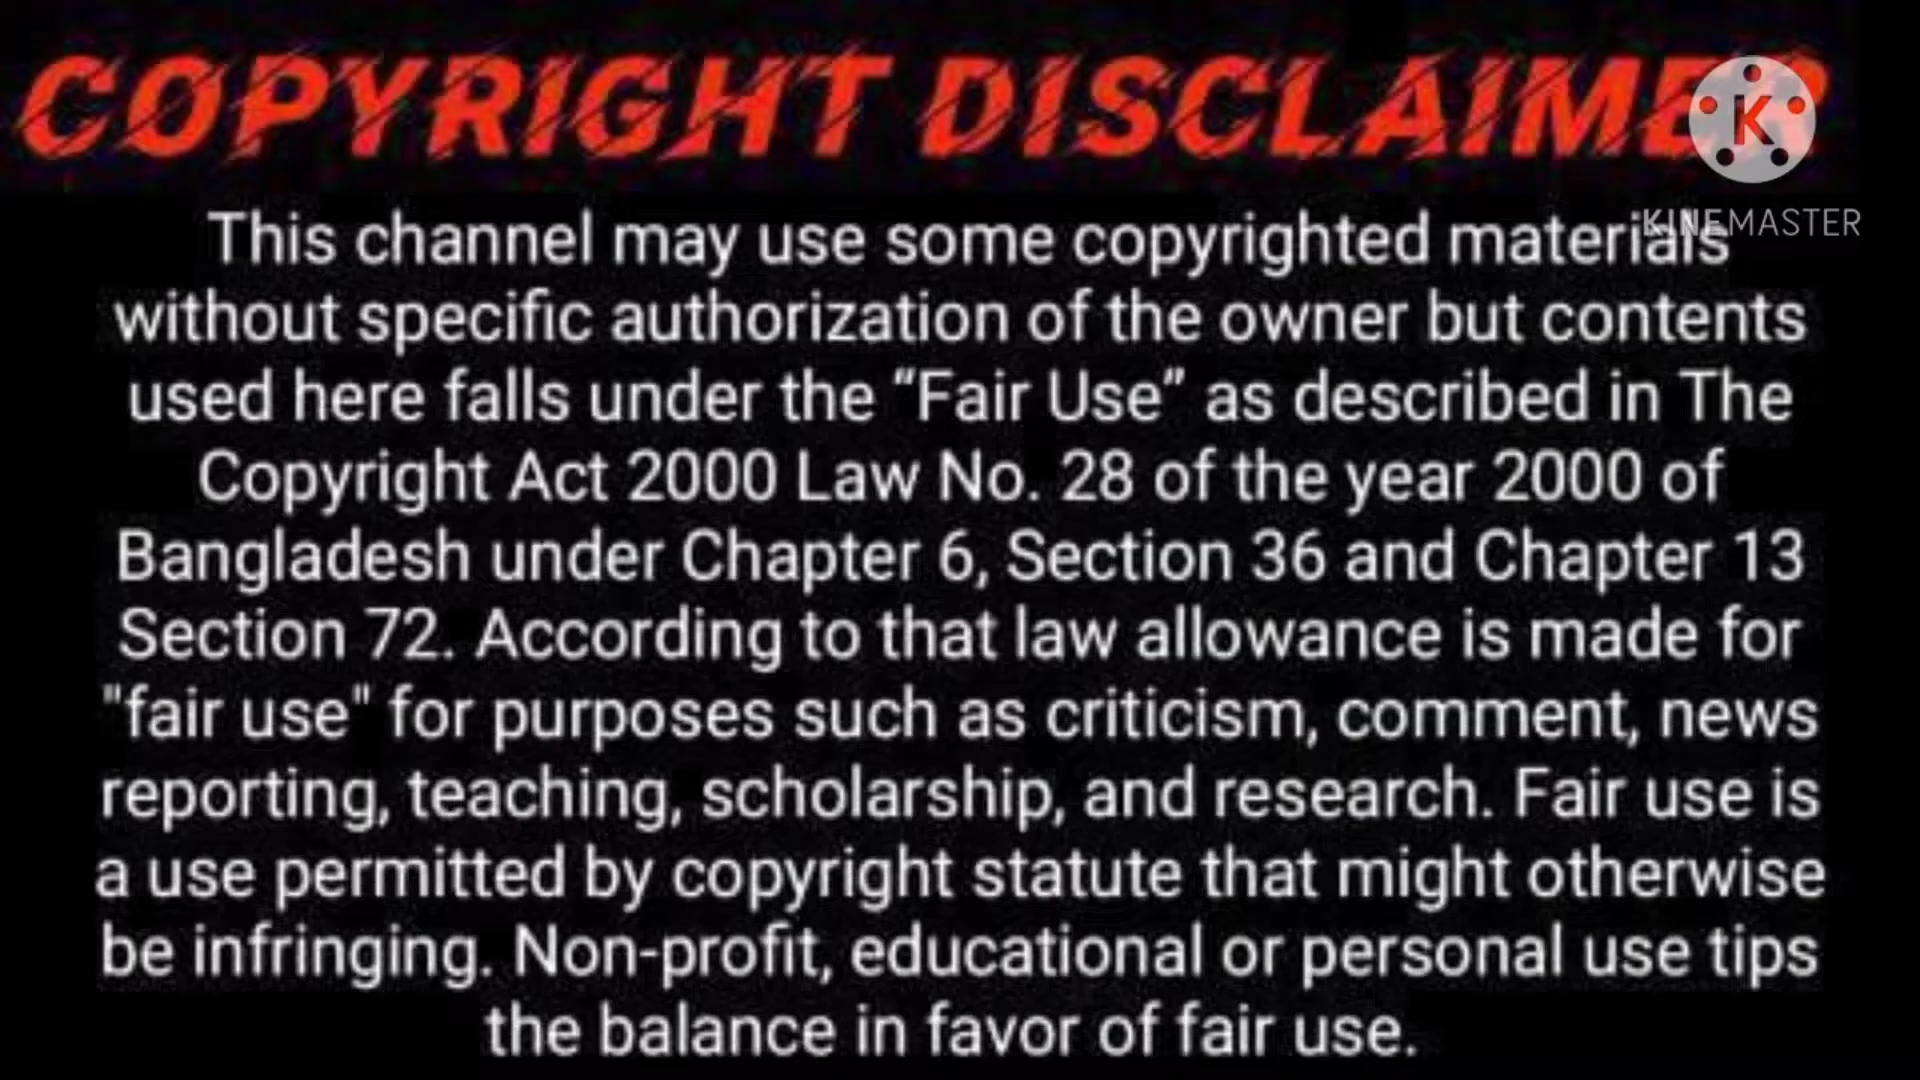 COPYRIGHT DISCLAIMER
K
KINEMASTER
This channel may use some copyrighted materials
without specific authorization of the owner but contents
used here falls under the “Fair Use” as described in The
Copyright Act 2000 Law No. 28 of the year 2000 of
Bangladesh under Chapter 6, Section 36 and Chapter 13
Section 72. According to that law allowance is made for
"fair use" for purposes such as criticism, comment, news
reporting, teaching, scholarship, and research. Fair use is
a use permitted by copyright statute that might otherwise
be infringing. Non-profit, educational or personal use tips
the balance in favor of fair use.